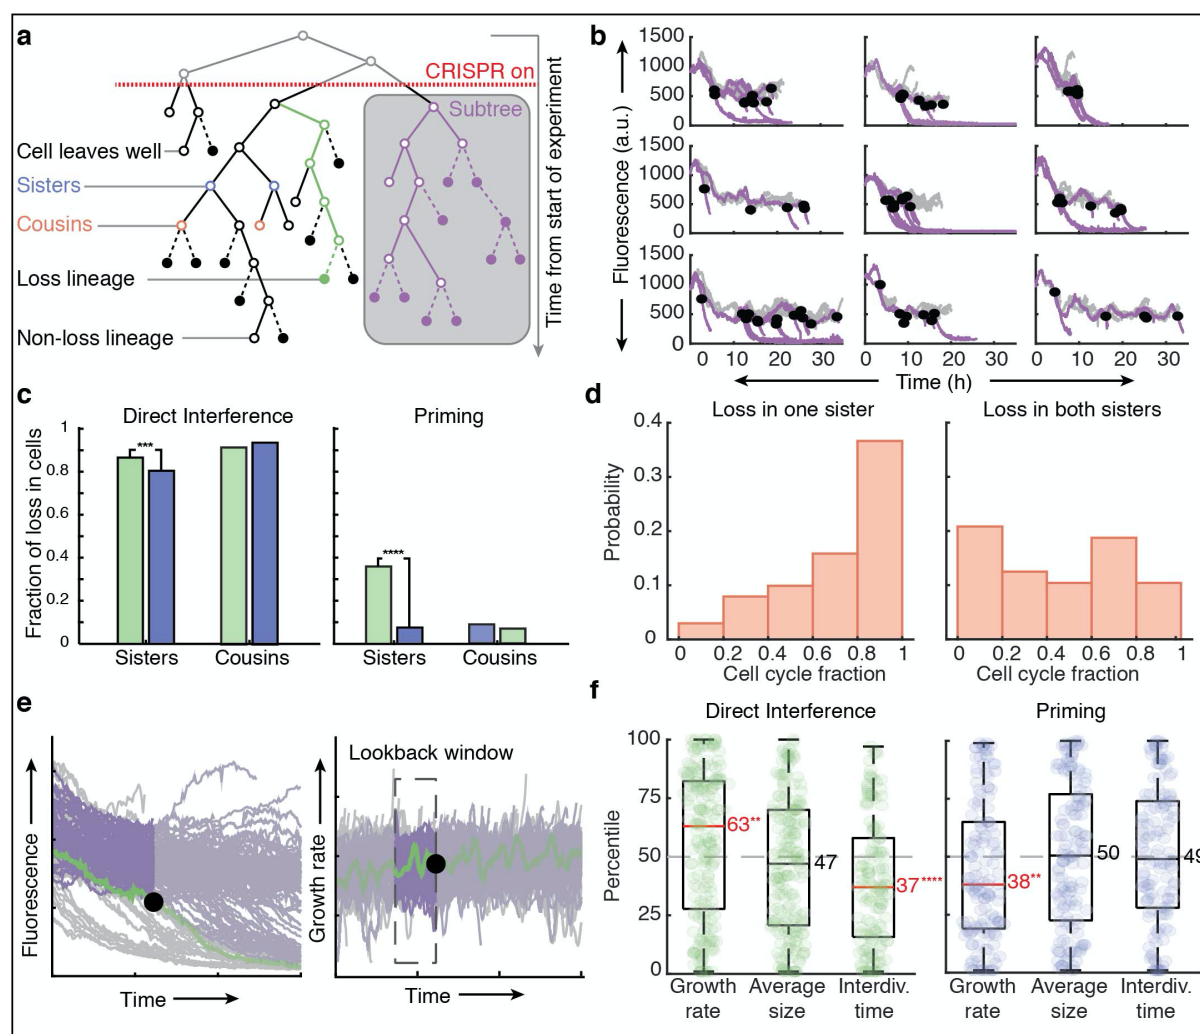 a
CRISPR on
Subtree
Cell leaves well
Sisters
Cousins
Loss lineage
Non-loss lineage
Time from start of experiment
b
Fluorescence (a.u.)
1500
1000
500
0
1500
1000
500
0
1500
1000
500
0
0 10 20 30
0 10 20 30
0 10 20 30
Time (h)
c
Direct Interference
Priming
Fraction of loss in cells
1
0.8
0.6
0.4
0.2
0
***
****
Sisters Cousins
Sisters Cousins
d
Loss in one sister
Loss in both sisters
Probability
0.4
0.3
0.2
0.1
0
0 0.2 0.4 0.6 0.8 1
0 0.2 0.4 0.6 0.8 1
Cell cycle fraction
Cell cycle fraction
e
Fluorescence
Time
Growth rate
Lookback window
Time
f
Direct Interference
Priming
Percentile
100
75
50
25
0
63**
47
37****
38**
50
49
Growth rate
Average size
Interdiv. time
Growth rate
Average size
Interdiv. time